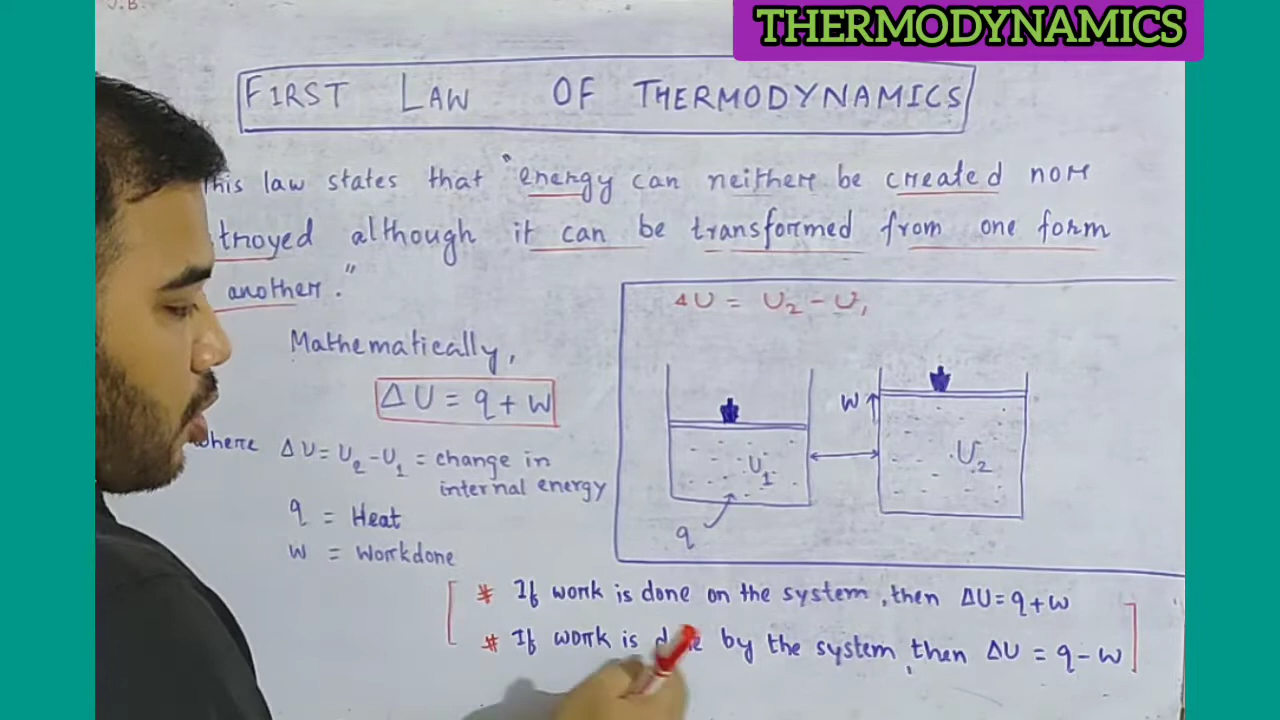 J.B.
THERMODYNAMICS
FIRST LAW OF THERMODYNAMICS
This law states that "energy can neither be created nor
troyed although it can be transformed from one form
another."
ΔU = U₂ - U₁
Mathematically,
ΔU = q + w
where ΔU = U₂ - U₁ = change in
internal energy
q = Heat
w = Workdone
W
U₁
U₂
q
* If work is done on the system, then ΔU = q + w
* If work is done by the system, then ΔU = q - w